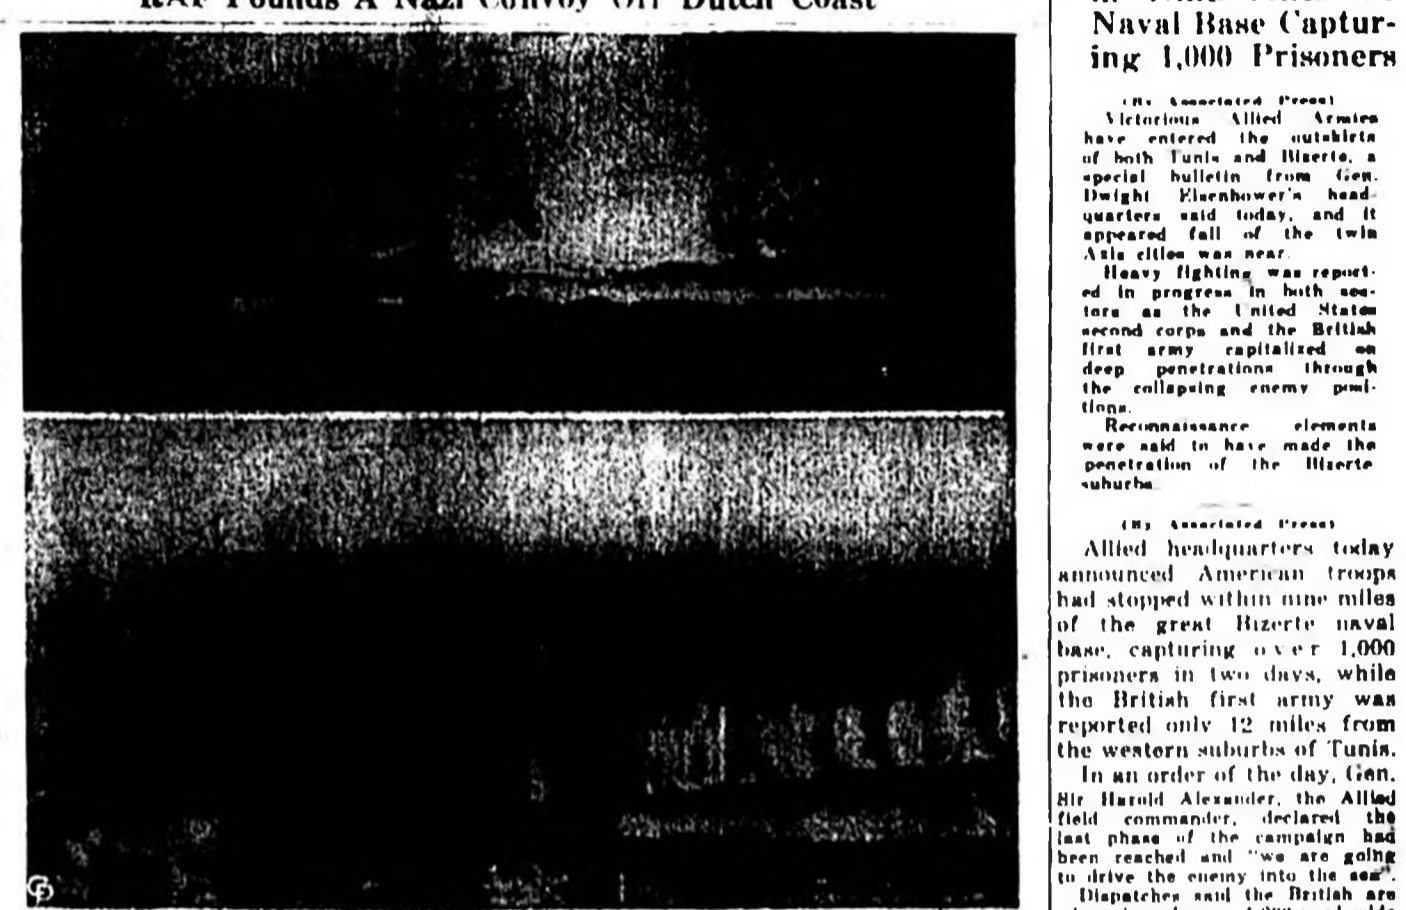 RAF Pounds A Nazi Convoy Off Dutch Coast
Naval Base Captur-
ing 1,000 Prisoners
(By Associated Press)
Victorious Allied Armies
have entered the outskirts
of both Tunis and Bizerte, a
special bulletin from Gen.
Dwight Eisenhower's head-
quarters said today, and it
appeared fall of the twin
Axis cities was near.
Heavy fighting was report-
ed in progress in both sec-
tors as the United States
second corps and the British
first army capitalized on
deep penetrations through
the collapsing enemy posi-
tions.
Reconnaissance elements
were said to have made the
penetration of the Bizerte
suburbs
(By Associated Press)
Allied headquarters today
announced American troops
had stopped within nine miles
of the great Bizerte naval
base, capturing over 1,000
prisoners in two days, while
the British first army was
reported only 12 miles from
the western suburbs of Tunis.
In an order of the day, Gen.
Sir Harold Alexander, the Allied
field commander, declared the
last phase of the campaign had
been reached and "we are going
to drive the enemy into the sea".
Dispatches said the British are